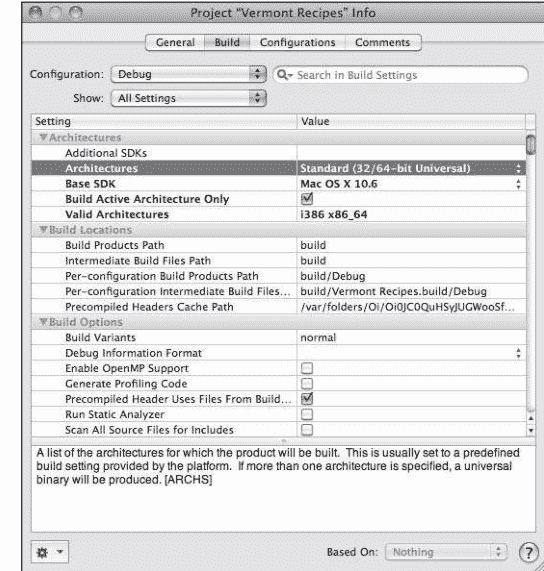 Project "Vermont Recipes" Info
General Build Configurations Comments
Configuration: Debug Search in Build Settings
Show: All Settings
Setting Value
Architectures
Additional SDKs
Architectures Standard (32/64-bit Universal)
Base SDK Mac OS X 10.6
Build Active Architecture Only
Valid Architectures i386 x86_64
Build Locations
Build Products Path build
Intermediate Build Files Path build
Per-configuration Build Products Path build/Debug
Per-configuration Intermediate Build Files... build/Vermont Recipes.build/Debug
Precompiled Headers Cache Path /var/folders/Oi/
Build Options
Build Variants normal
Debug Information Format
Enable OpenMP Support
Generate Profiling Code
Precompiled Header Uses Files From Build...
Run Static Analyzer
Scan All Source Files for Includes
A list of the architectures for which the product will be built. This is usually set to a predefined
build setting provided by the platform. If more than one architecture is specified, a universal
binary will be produced. [ARCHS]
Based On: Nothing ?